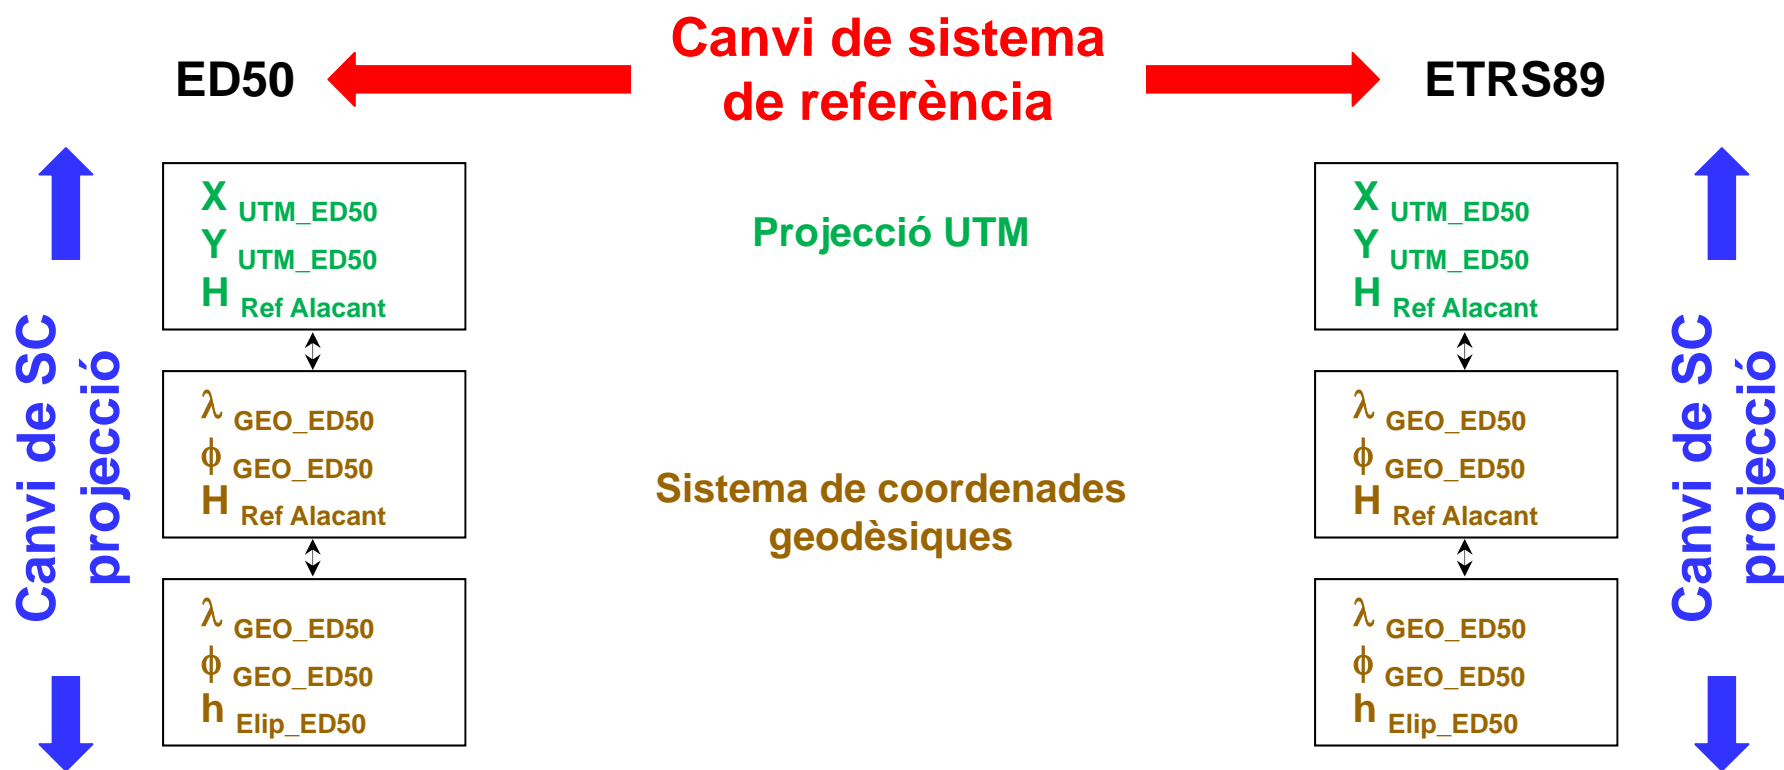 Canvi de sistema
de referència
ED50
ETRS89
Canvi de SC
projecció
X UTM_ED50
Y UTM_ED50
H Ref Alacant
λ GEO_ED50
ϕ GEO_ED50
H Ref Alacant
λ GEO_ED50
ϕ GEO_ED50
h Elip_ED50
Projecció UTM
Sistema de coordenades
geodèsiques
X UTM_ED50
Y UTM_ED50
H Ref Alacant
λ GEO_ED50
ϕ GEO_ED50
H Ref Alacant
λ GEO_ED50
ϕ GEO_ED50
h Elip_ED50
Canvi de SC
projecció